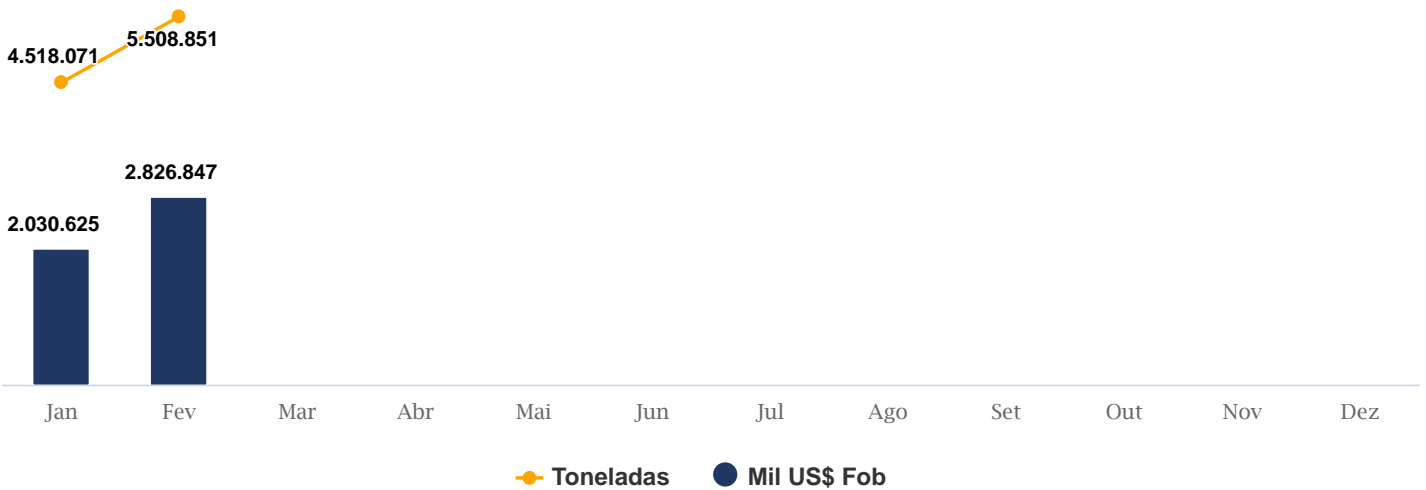 5.508.851
4.518.071
2.826.847
2.030.625
Jan Fev Mar Abr Mai Jun Jul Ago Set Out Nov Dez
Toneladas Mil US$ Fob